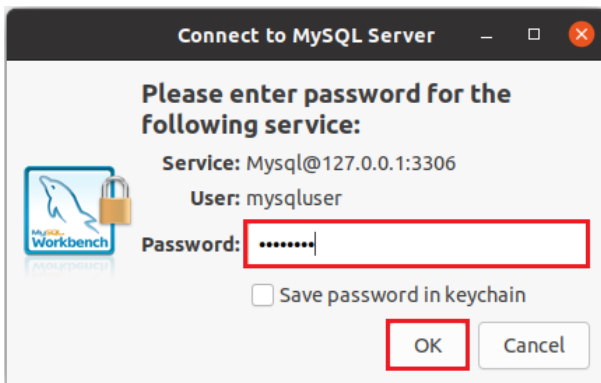 Connect to MySQL Server
Please enter password for the
following service:
Service: Mysql@127.0.0.1:3306
User: mysqluser
MySQL
Workbench
Password: ••••••••
Save password in keychain
OK Cancel